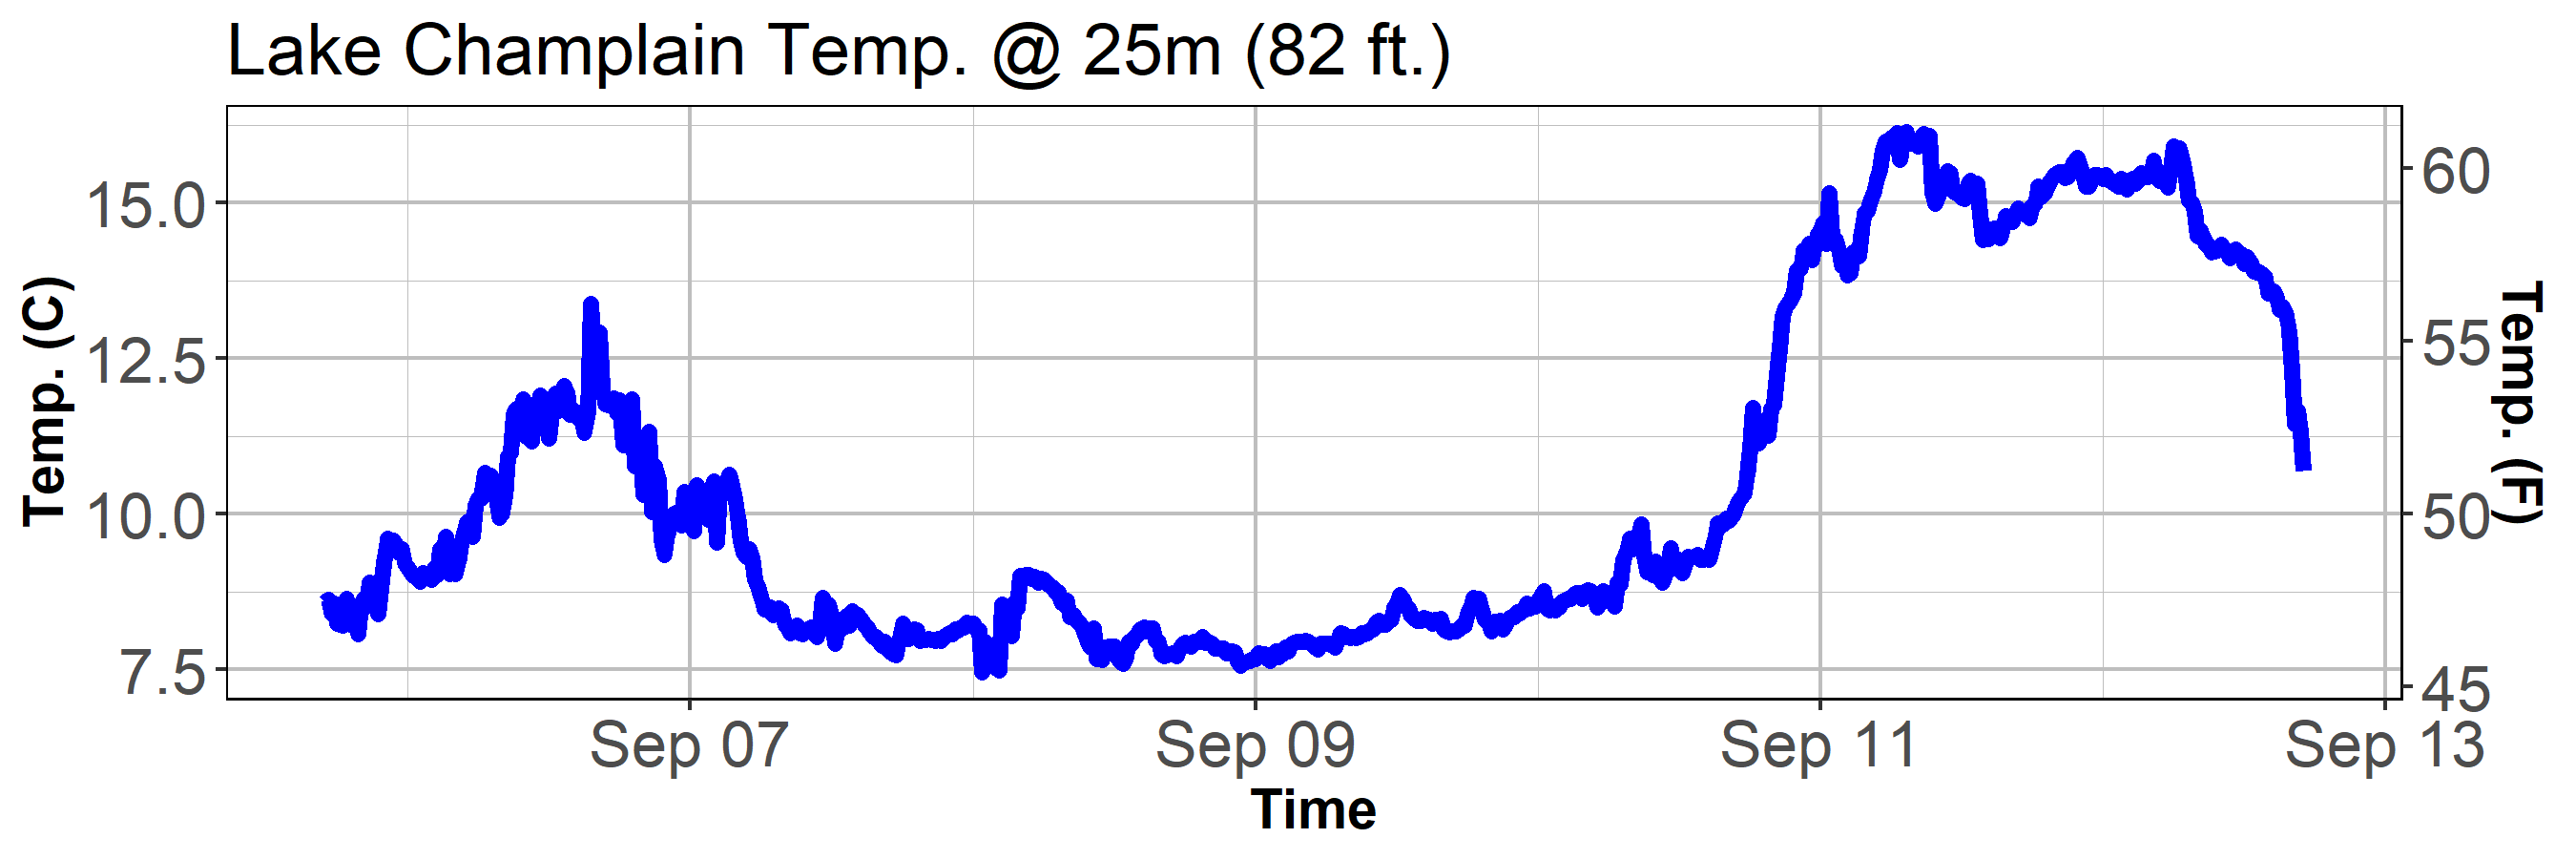 Lake Champlain Temp. @ 25m (82 ft.)
Temp. (C)
15.0
12.5
10.0
7.5
60
55
50
45
Temp. (F)
Sep 07
Sep 09
Sep 11
Sep 13
Time